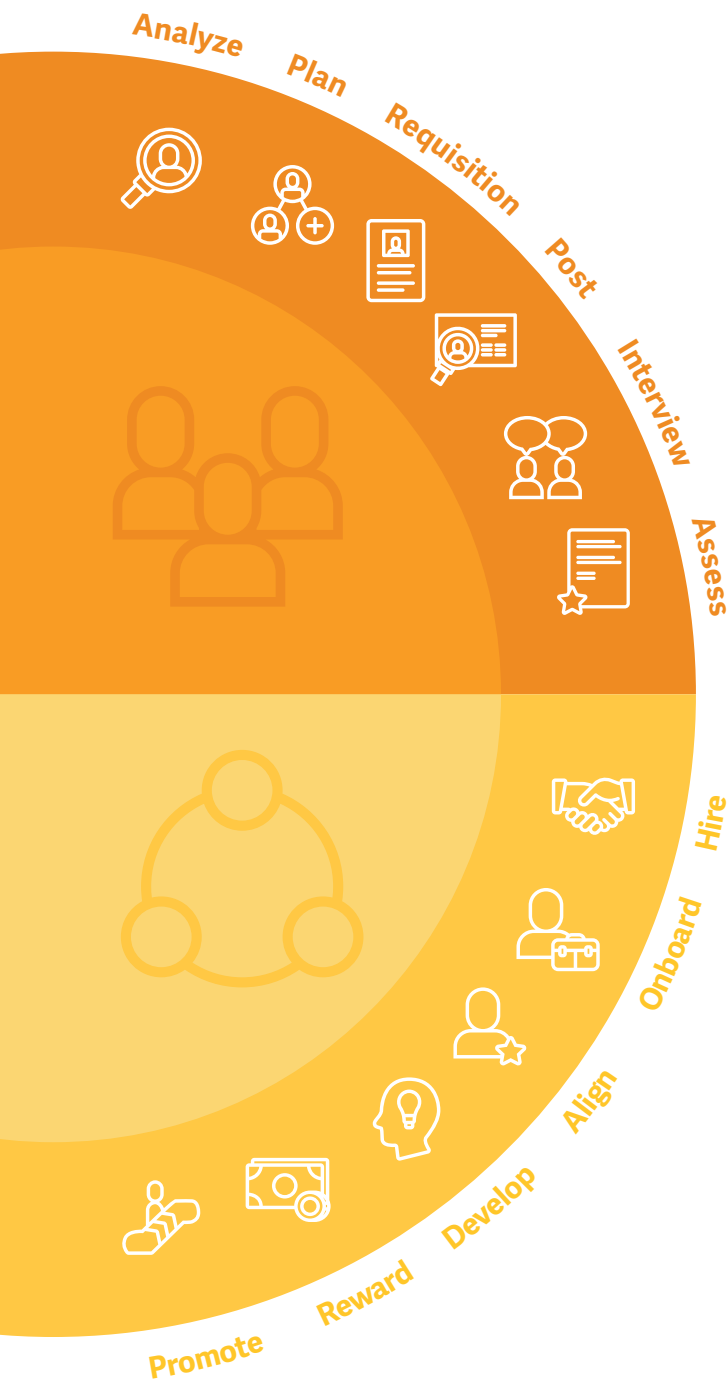 Analyze
Plan
Requisition
Post
Interview
Assess
Hire
Onboard
Align
Develop
Reward
Promote